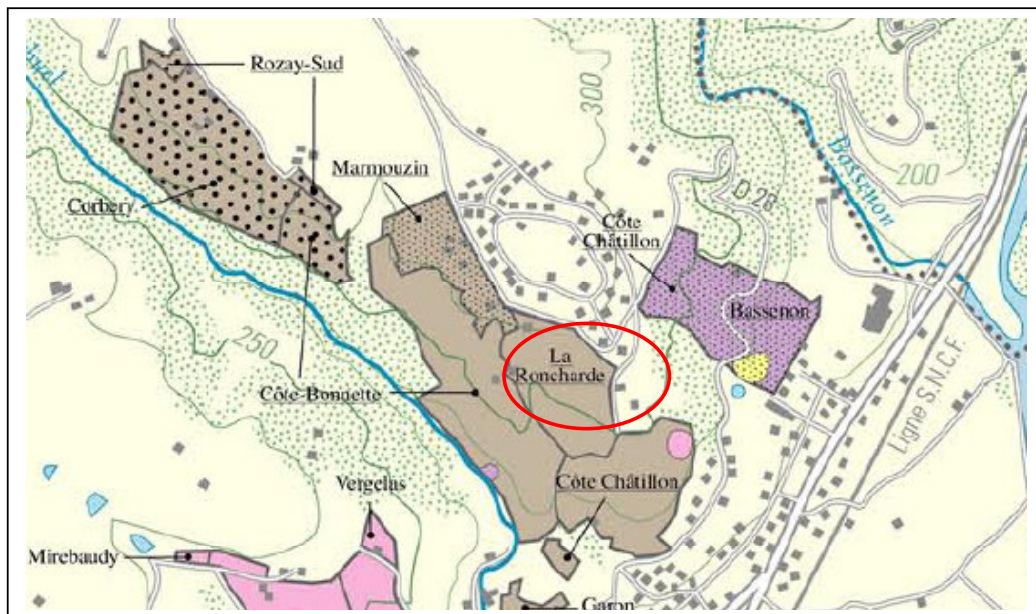 Rozay-Sud
300
Bassenon
200
Marmouzin
D 28
Corbery
Côte
Châtillon
Bassenon
250
La
Roncharde
Côte-Bonnette
Ligne S.N.C.F.
Vergelas
Côte Châtillon
Mirebaudy
Garon